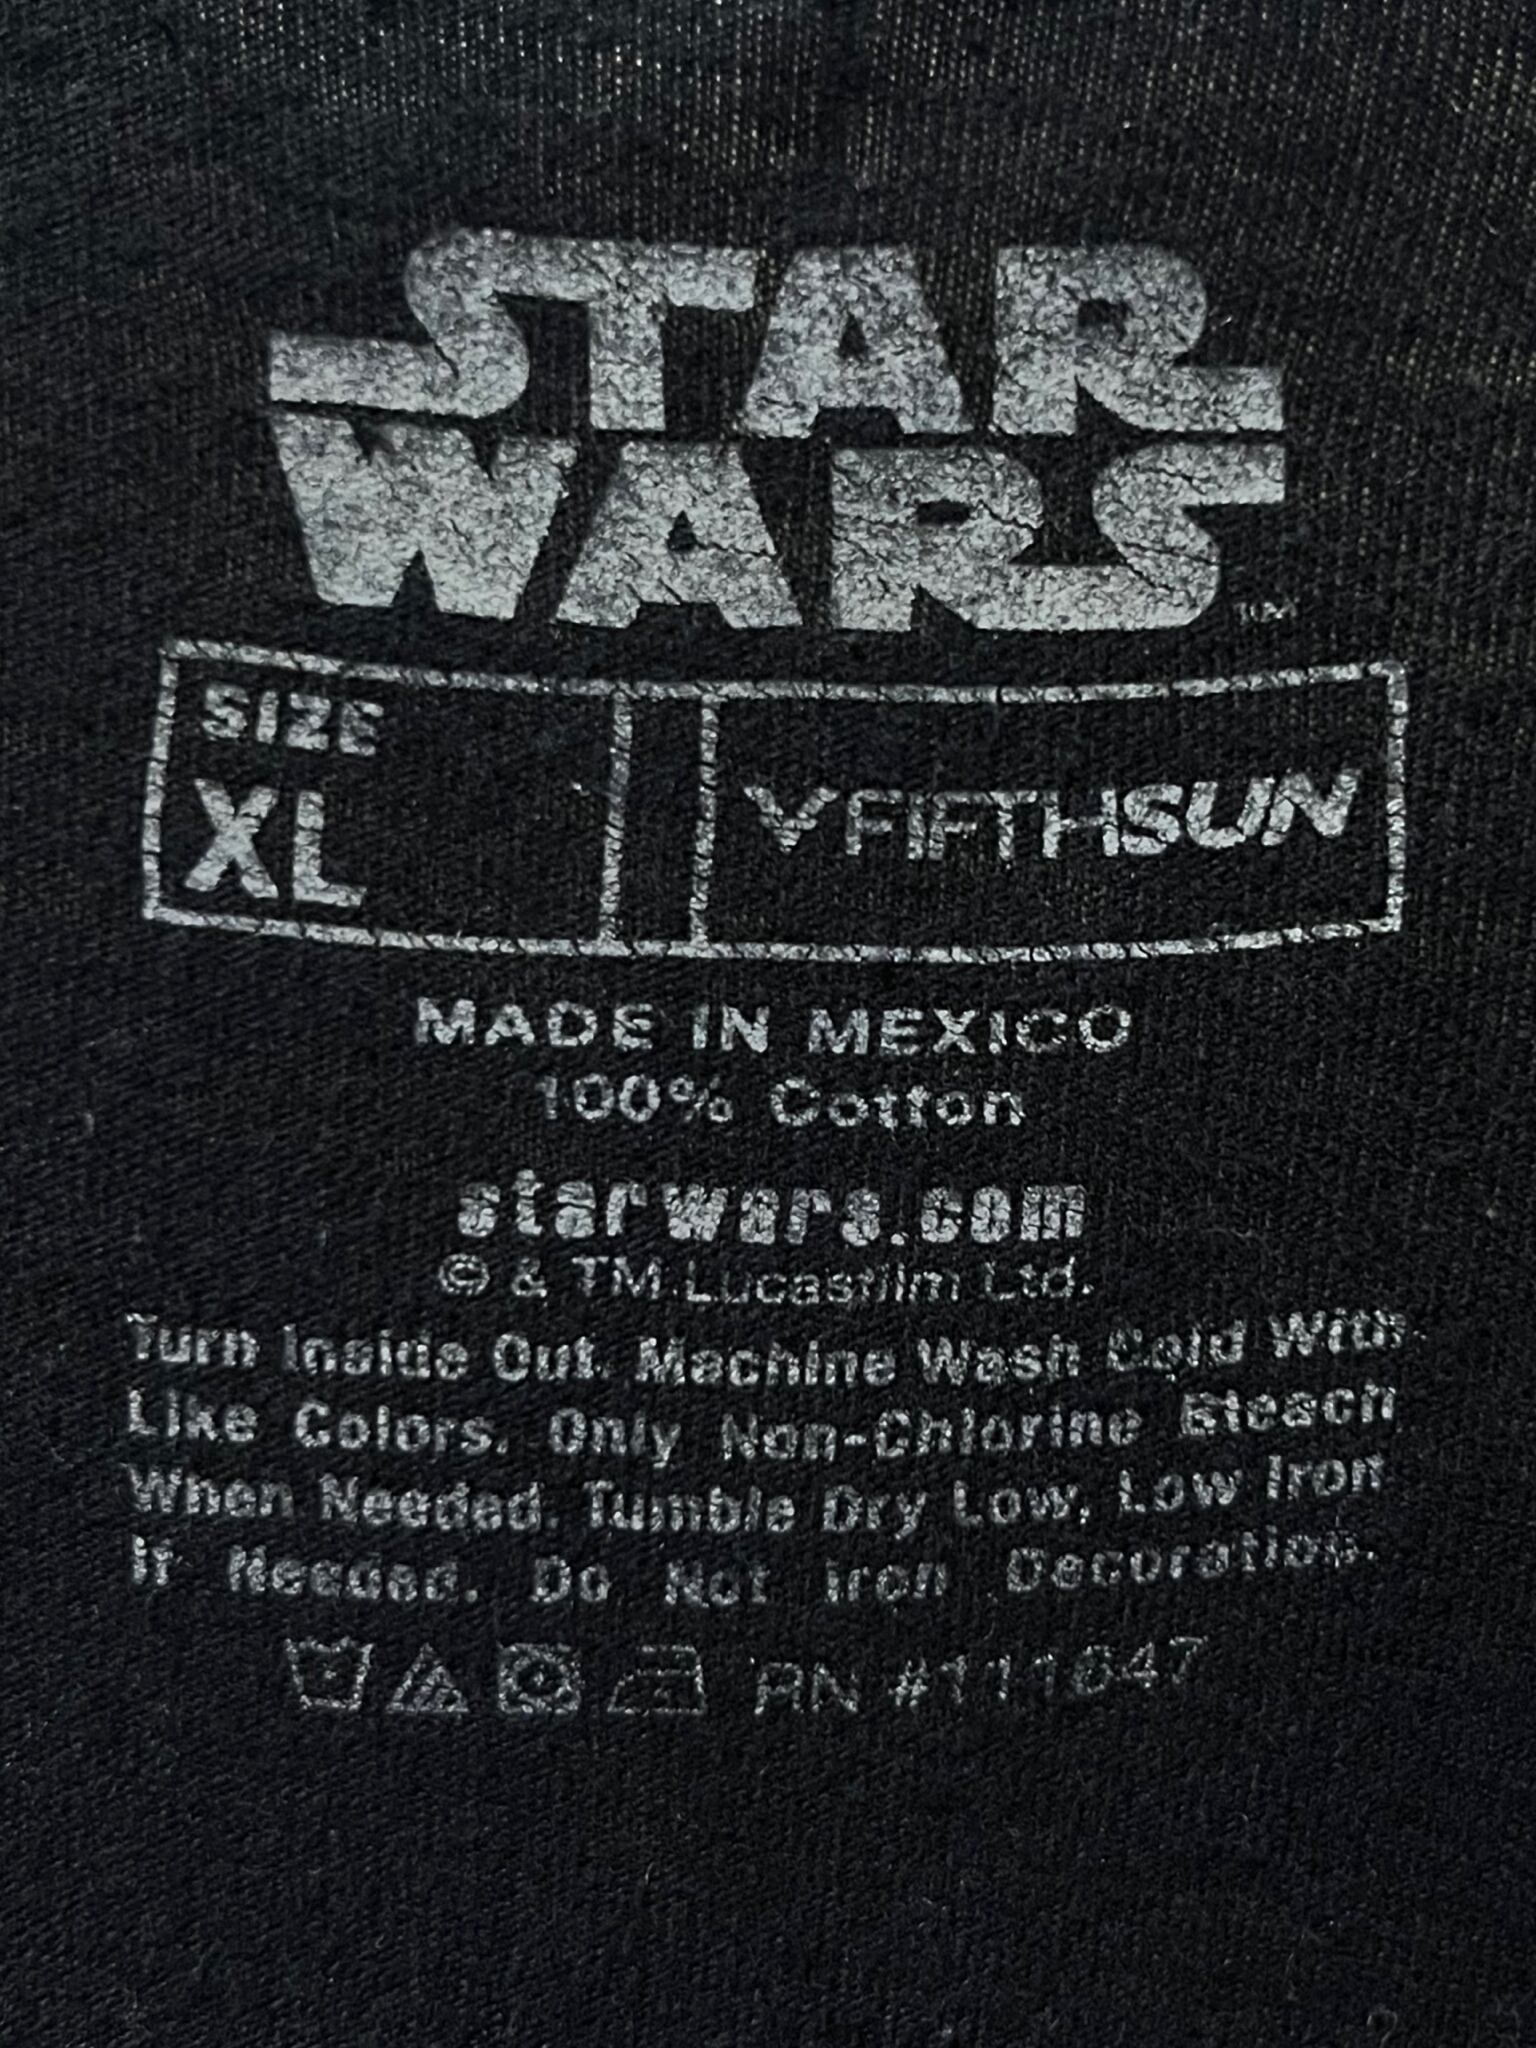 STAR
WARS
TM
SIZE
XL
FIFTHSUN
MADE IN MEXICO
100% Cotton
starwars.com
© & TM Lucasfilm Ltd.
Turn Inside Out. Machine Wash Cold With
Like Colors. Only Non-Chlorine Bleach
When Needed. Tumble Dry Low, Low Iron
If Needed. Do Not Iron Decoration.
RN #111647